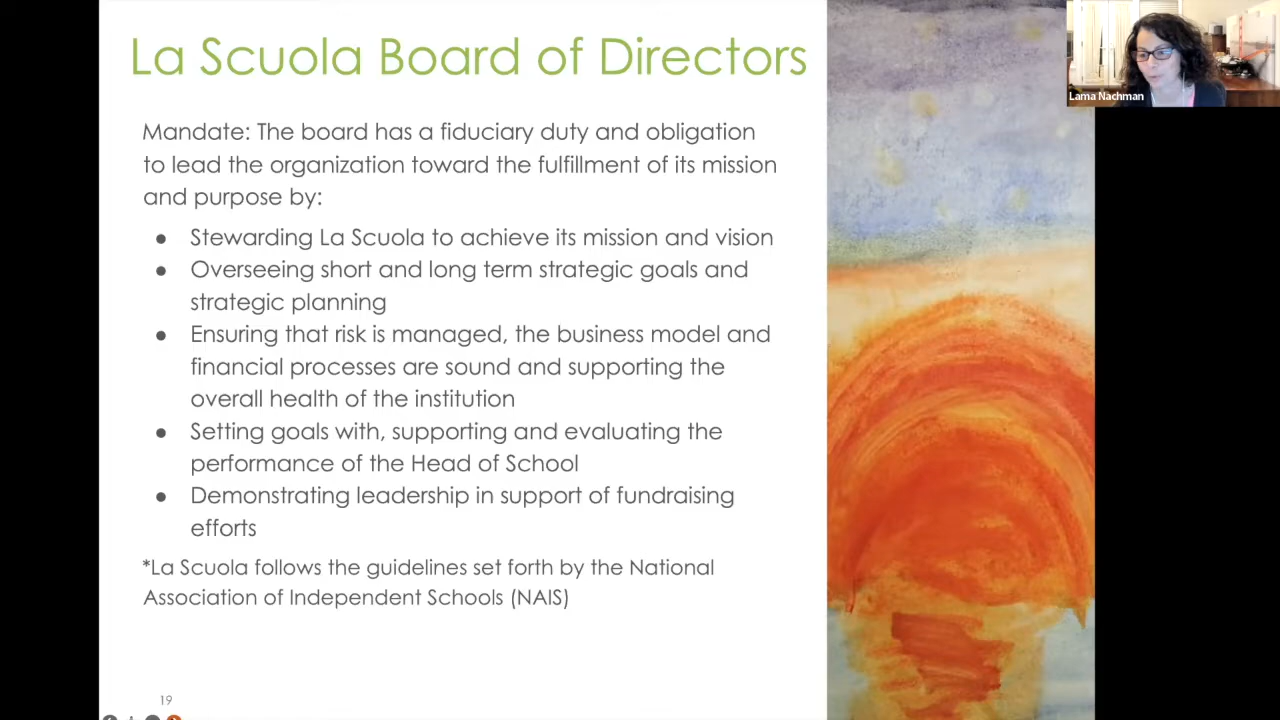 La Scuola Board of Directors
Lama Nachman
Mandate: The board has a fiduciary duty and obligation
to lead the organization toward the fulfillment of its mission
and purpose by:
● Stewarding La Scuola to achieve its mission and vision
● Overseeing short and long term strategic goals and
strategic planning
● Ensuring that risk is managed, the business model and
financial processes are sound and supporting the
overall health of the institution
● Setting goals with, supporting and evaluating the
performance of the Head of School
● Demonstrating leadership in support of fundraising
efforts
*La Scuola follows the guidelines set forth by the National
Association of Independent Schools (NAIS)
19